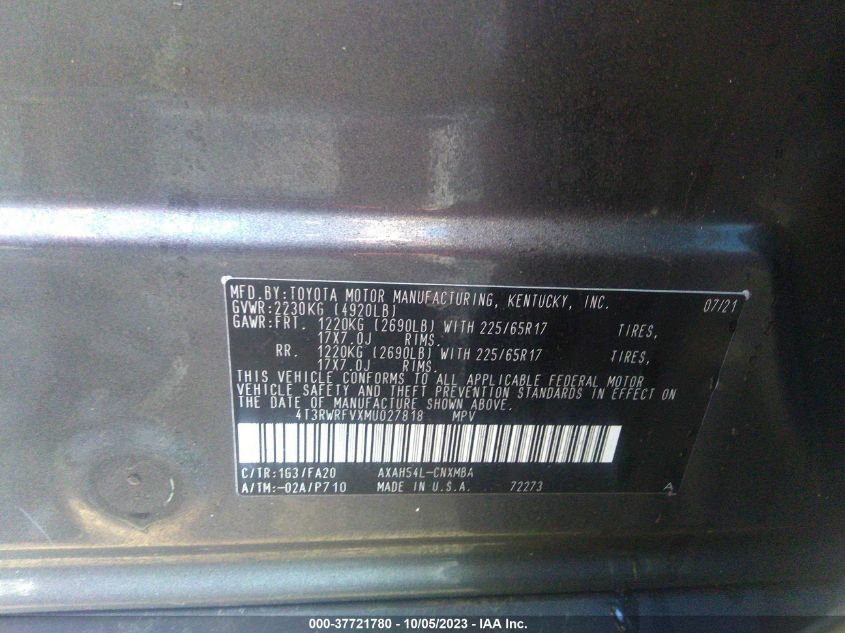 MFD.BY:TOYOTA MOTOR MANUFACTURING, KENTUCKY, INC. 07/21
GVWR:2230KG (4920LB)
GAWR:FRT. 1220KG (2690LB) WITH 225/65R17 TIRES,
17X7.0J RIMS.
RR. 1220KG (2690LB) WITH 225/65R17 TIRES,
17X7.0J RIMS.
THIS VEHICLE CONFORMS TO ALL APPLICABLE FEDERAL MOTOR
VEHICLE SAFETY AND THEFT PREVENTION STANDARDS IN EFFECT ON
THE DATE OF MANUFACTURE SHOWN ABOVE.
4T3RWRFVXMU027818 MPV
C/TR:1G3/FA20 AXAH54L-CNXMBA
A/TM:-02A/P710 MADE IN U.S.A. 72273 A2
000-37721780 - 10/05/2023 - IAA Inc.